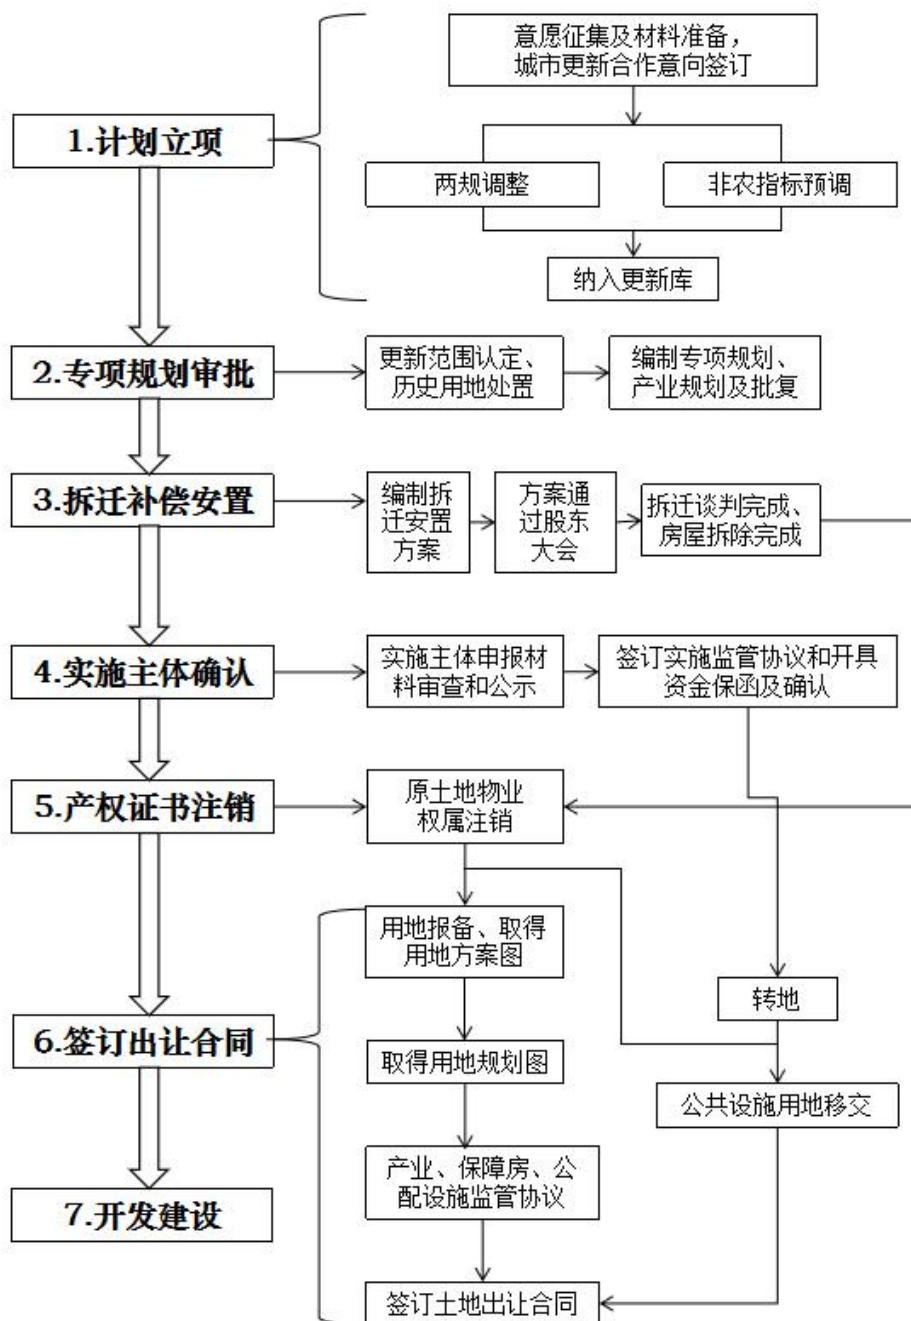 意愿征集及材料准备，
城市更新合作意向签订
1.计划立项
两规调整
非农指标预调
纳入更新库
2.专项规划审批
更新范围认定、
历史用地处置
编制专项规划、
产业规划及批复
3.拆迁补偿安置
编制拆
迁安置
方案
方案通
过股东
大会
拆迁谈判完成、
房屋拆除完成
4.实施主体确认
实施主体申报材
料审查和公示
签订实施监管协议和开具
资金保函及确认
5.产权证书注销
原土地物业
权属注销
用地报备、取得
用地方案图
转地
6.签订出让合同
取得用地规划图
公共设施用地移交
产业、保障房、公
配设施监管协议
7.开发建设
签订土地出让合同